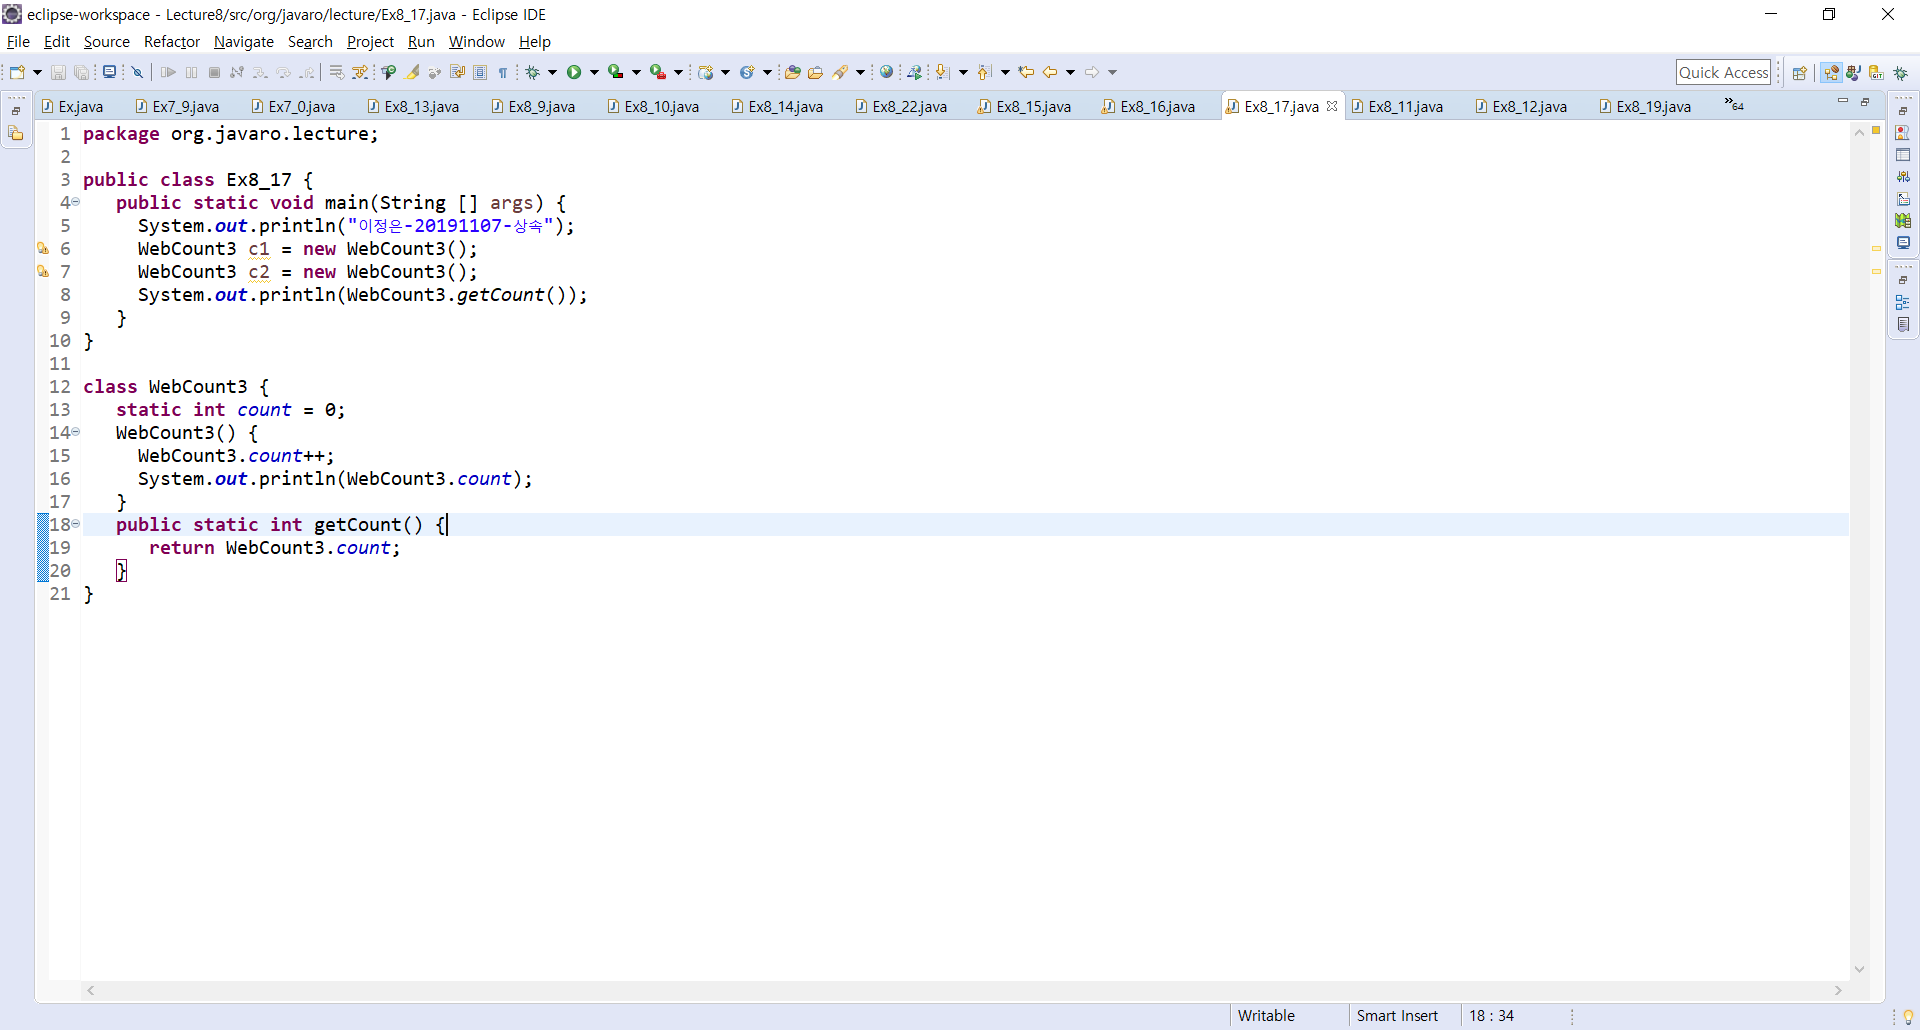 eclipse-workspace - Lecture8/src/org/javaro/lecture/Ex8_17.java - Eclipse IDE
File Edit Source Refactor Navigate Search Project Run Window Help
Quick Access
Ex.java Ex7_9.java Ex7_0.java Ex8_13.java Ex8_9.java Ex8_10.java Ex8_14.java Ex8_22.java Ex8_15.java Ex8_16.java Ex8_17.java Ex8_11.java Ex8_12.java Ex8_19.java »64
1 package org.javaro.lecture;
2
3 public class Ex8_17 {
4 public static void main(String [] args) {
5 System.out.println("이정은-20191107-상속");
6 WebCount3 c1 = new WebCount3();
7 WebCount3 c2 = new WebCount3();
8 System.out.println(WebCount3.getCount());
9 }
10 }
11
12 class WebCount3 {
13 static int count = 0;
14 WebCount3() {
15 WebCount3.count++;
16 System.out.println(WebCount3.count);
17 }
18 public static int getCount() {
19 return WebCount3.count;
20 }
21 }
Writable Smart Insert 18 : 34